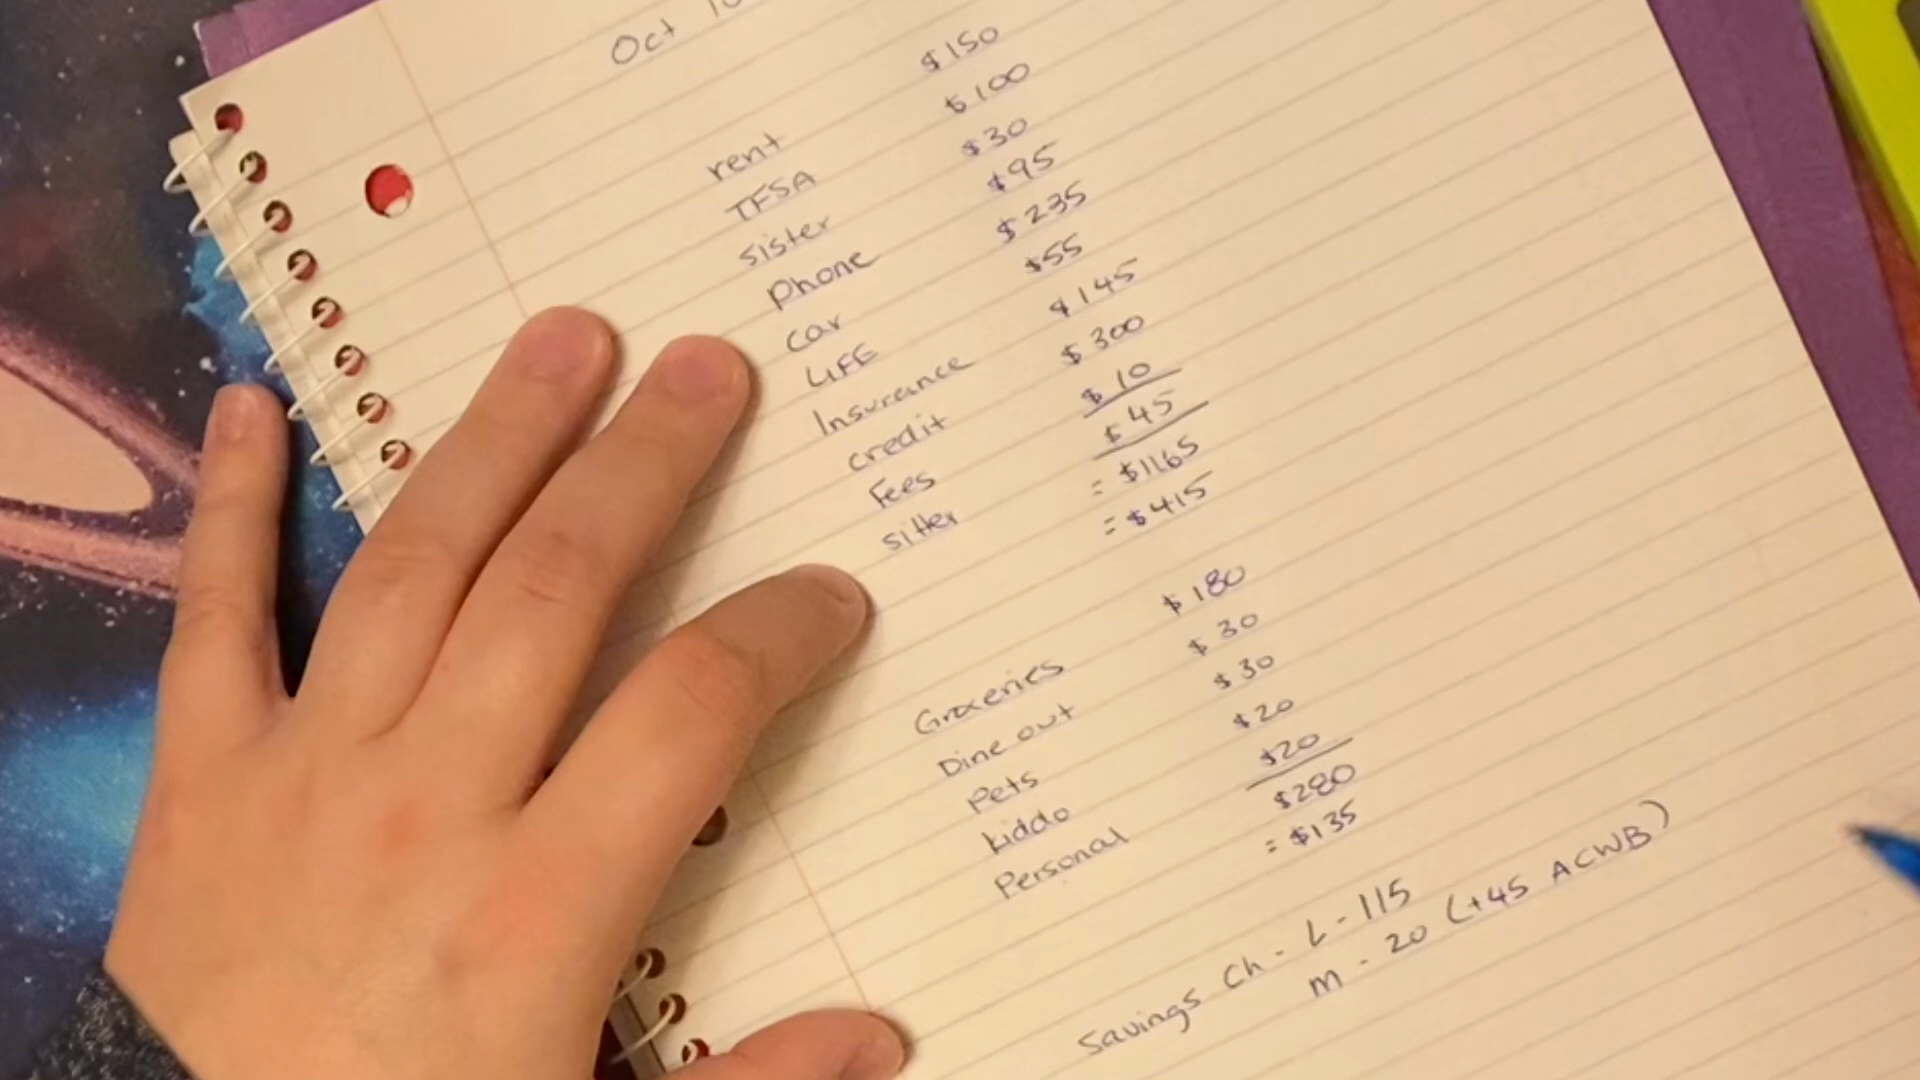 Oct
rent $150
TFSA $100
sister $30
Phone $95
car $235
LIFE $55
Insurance $145
credit $300
Fees $10
sitter $45
= $1165
= $415
Groceries $180
Dine out $30
Pets $30
kiddo $20
Personal $20
$280
= $135
Savings Ch - L - 115
m - 20 (+45 ACWB)